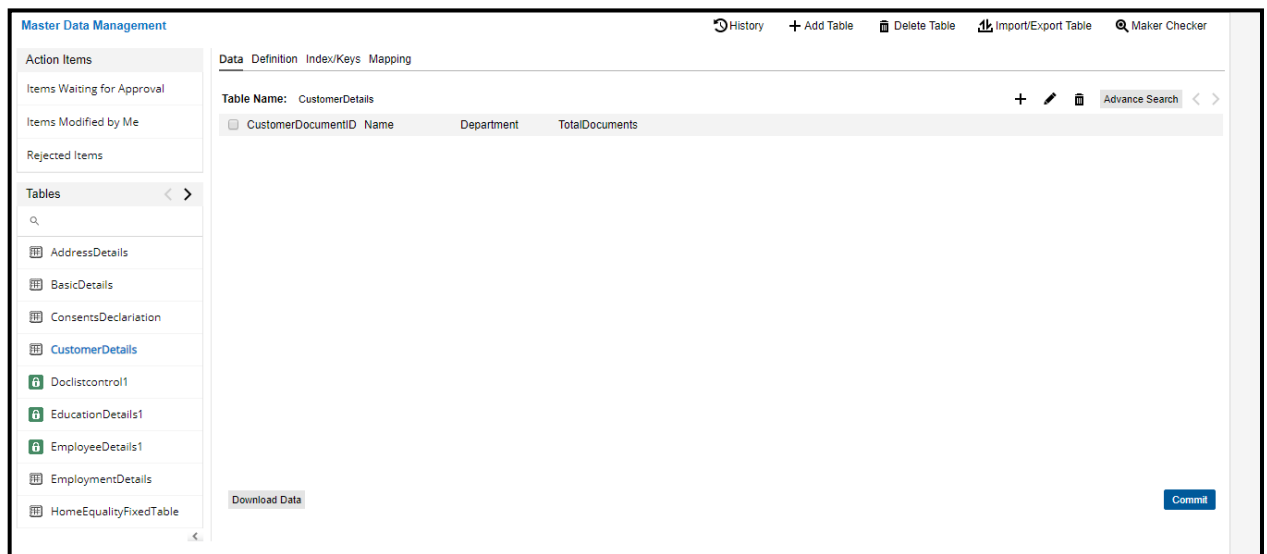 Master Data Management
History
Add Table
Delete Table
Import/Export Table
Maker Checker
Action Items
Items Waiting for Approval
Items Modified by Me
Rejected Items
Tables
AddressDetails
BasicDetails
ConsentsDeclariation
CustomerDetails
Doclistcontrol1
EducationDetails1
EmployeeDetails1
EmploymentDetails
HomeEqualityFixedTable
Data Definition Index/Keys Mapping
Table Name: CustomerDetails
Advance Search
CustomerDocumentID Name Department TotalDocuments
Download Data
Commit